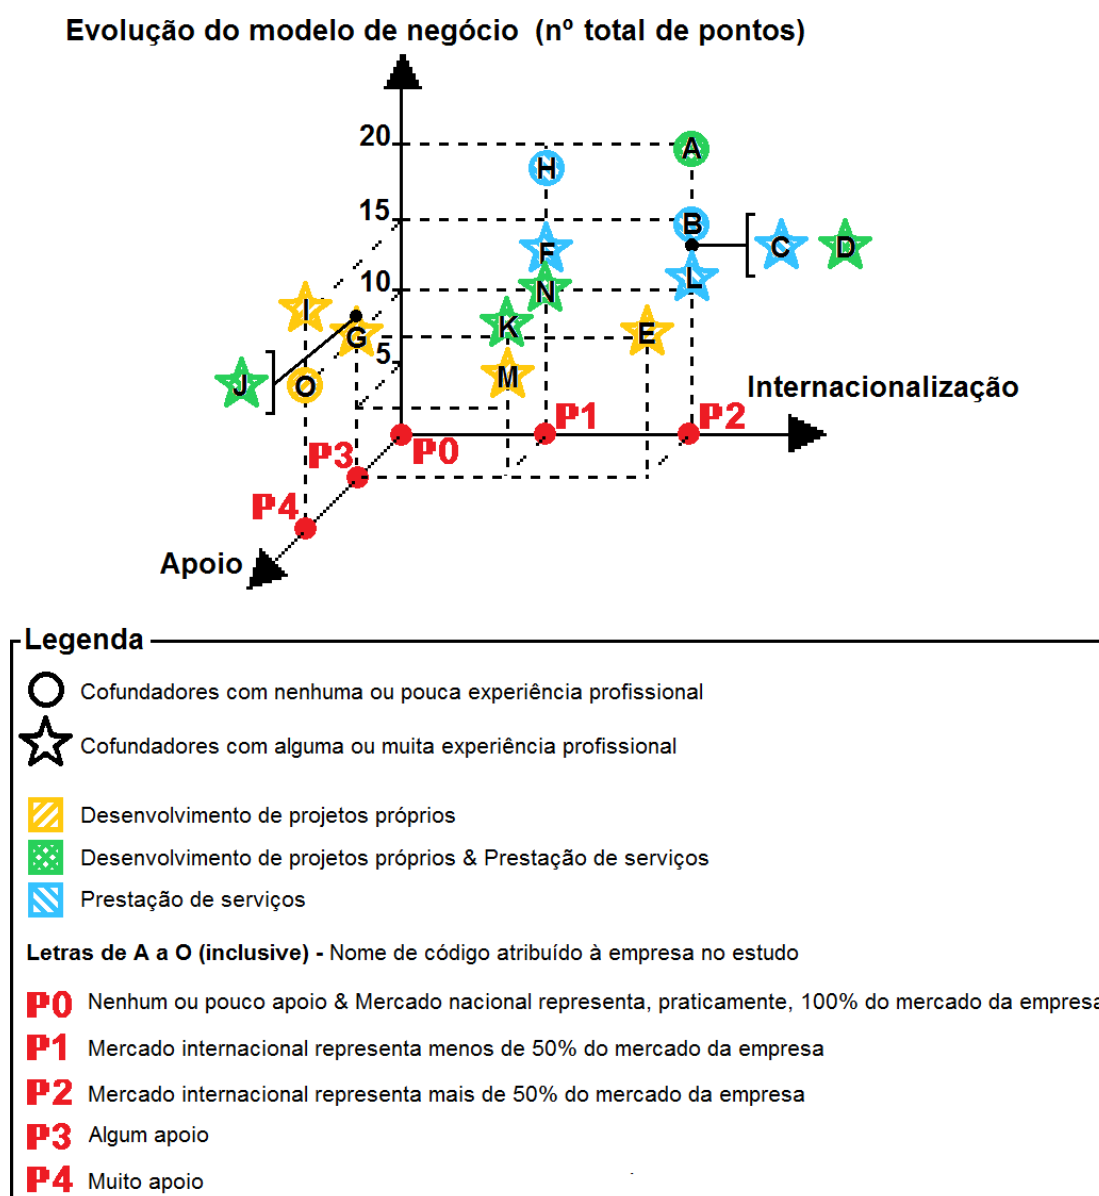 Evolução do modelo de negócio (nº total de pontos)
20
H
A
15
B
F
C
D
L
10
I
N
K
G
E
5
M
J
O
Internacionalização
P1
P2
P0
P3
P4
Apoio
Legenda
Cofundadores com nenhuma ou pouca experiência profissional
Cofundadores com alguma ou muita experiência profissional
Desenvolvimento de projetos próprios
Desenvolvimento de projetos próprios & Prestação de serviços
Prestação de serviços
Letras de A a O (inclusive) - Nome de código atribuído à empresa no estudo
P0 Nenhum ou pouco apoio & Mercado nacional representa, praticamente, 100% do mercado da empresa
P1 Mercado internacional representa menos de 50% do mercado da empresa
P2 Mercado internacional representa mais de 50% do mercado da empresa
P3 Algum apoio
P4 Muito apoio